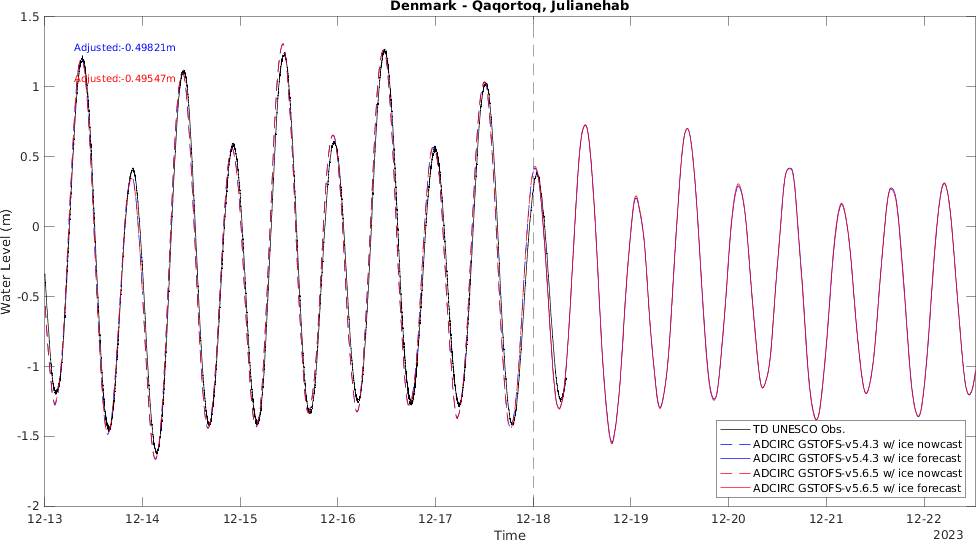 Denmark - Qaqortoq, Julianehab
1.5
1
0.5
0
-0.5
-1
-1.5
-2
Water Level (m)
Adjusted:-0.49821m
Adjusted:-0.49547m
TD UNESCO Obs.
ADCIRC GSTOFS-v5.4.3 w/ ice nowcast
ADCIRC GSTOFS-v5.4.3 w/ ice forecast
ADCIRC GSTOFS-v5.6.5 w/ ice nowcast
ADCIRC GSTOFS-v5.6.5 w/ ice forecast
12-13 12-14 12-15 12-16 12-17 12-18 12-19 12-20 12-21 12-22
Time
2023